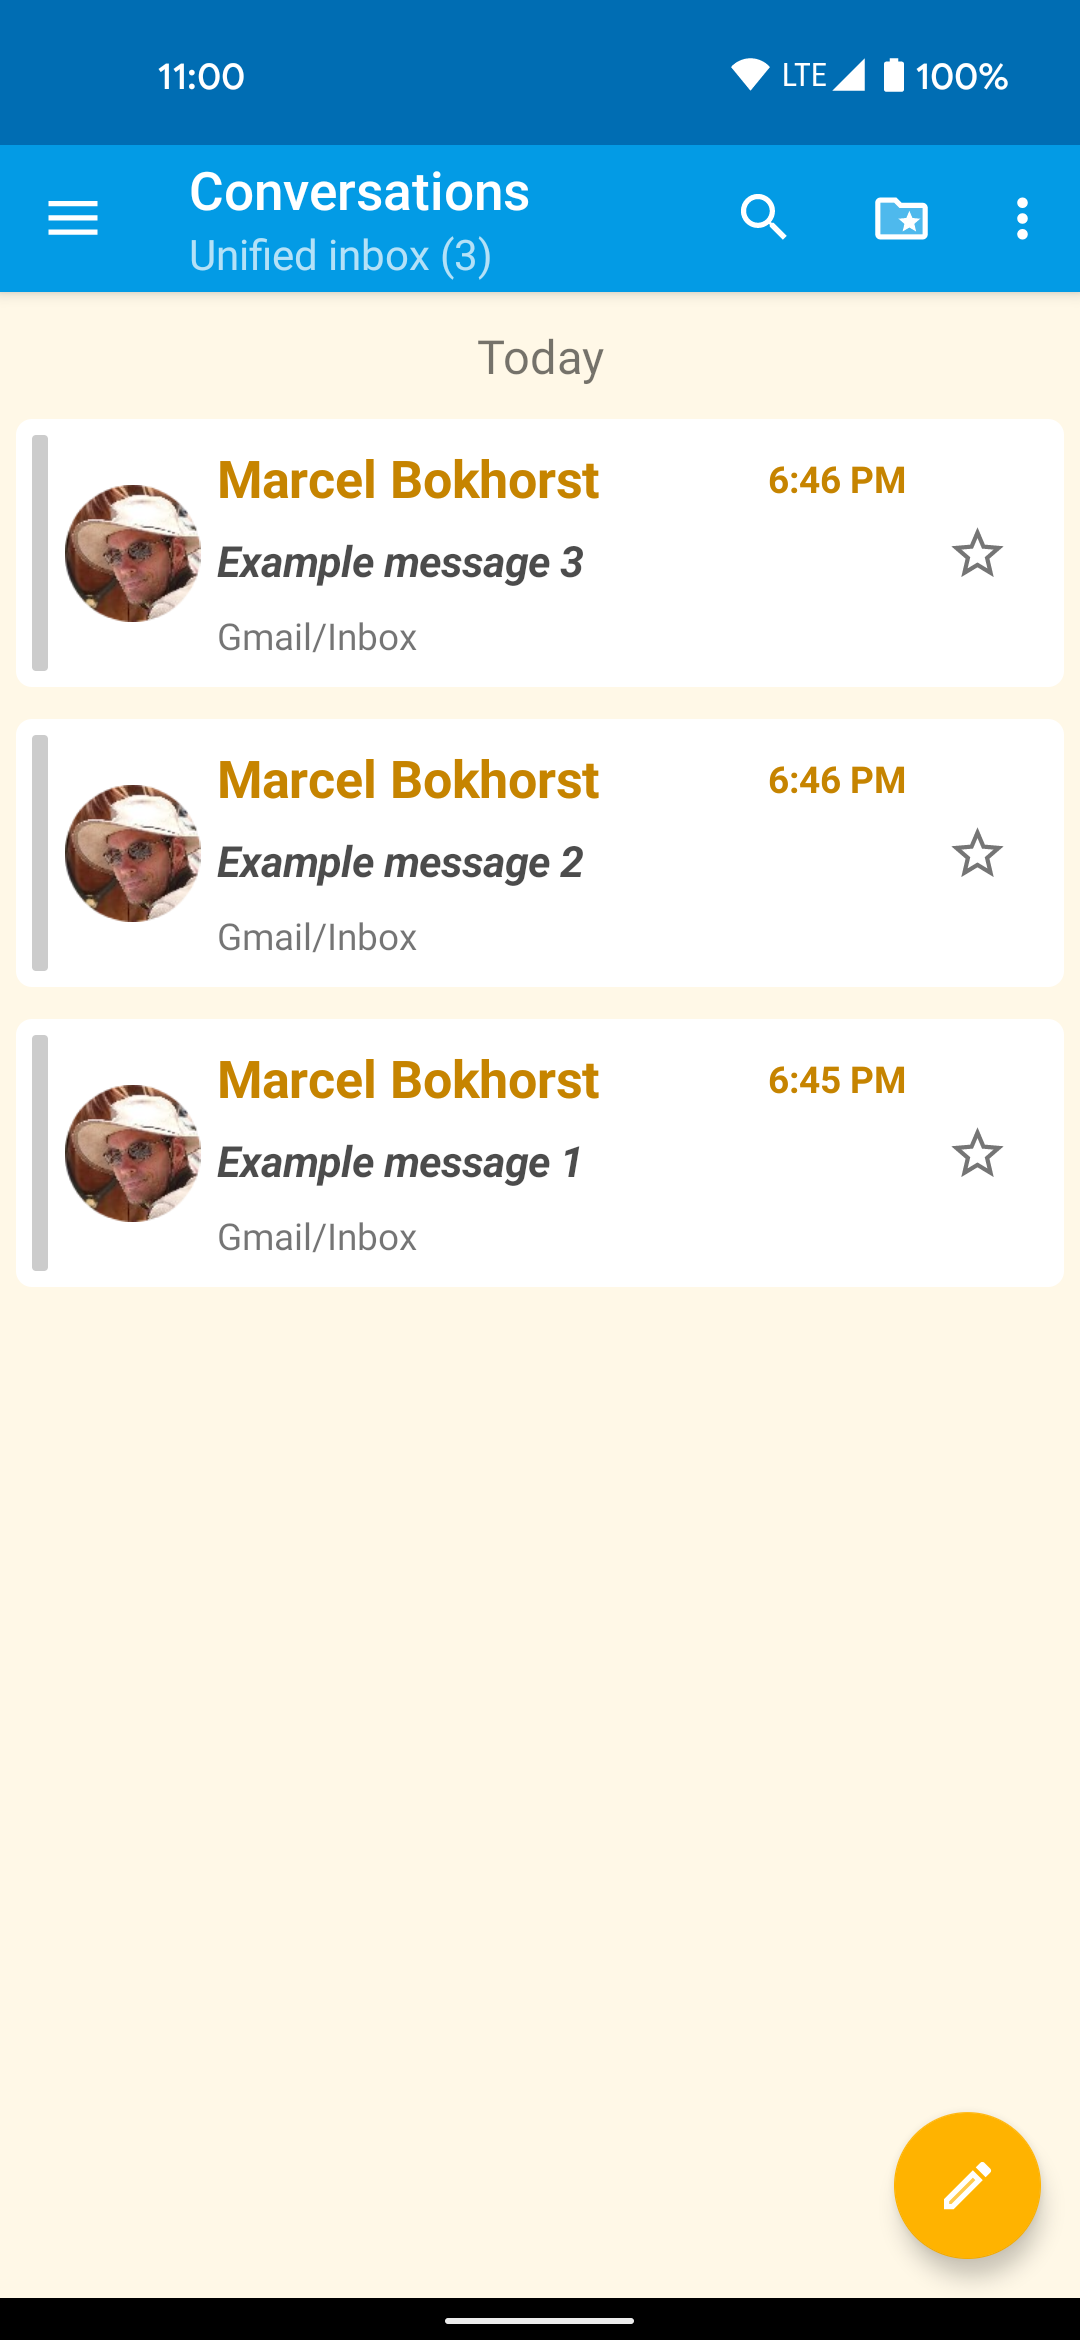 11:00 LTE 100%
Conversations
Unified inbox (3)
Today
Marcel Bokhorst 6:46 PM
Example message 3
Gmail/Inbox
Marcel Bokhorst 6:46 PM
Example message 2
Gmail/Inbox
Marcel Bokhorst 6:45 PM
Example message 1
Gmail/Inbox